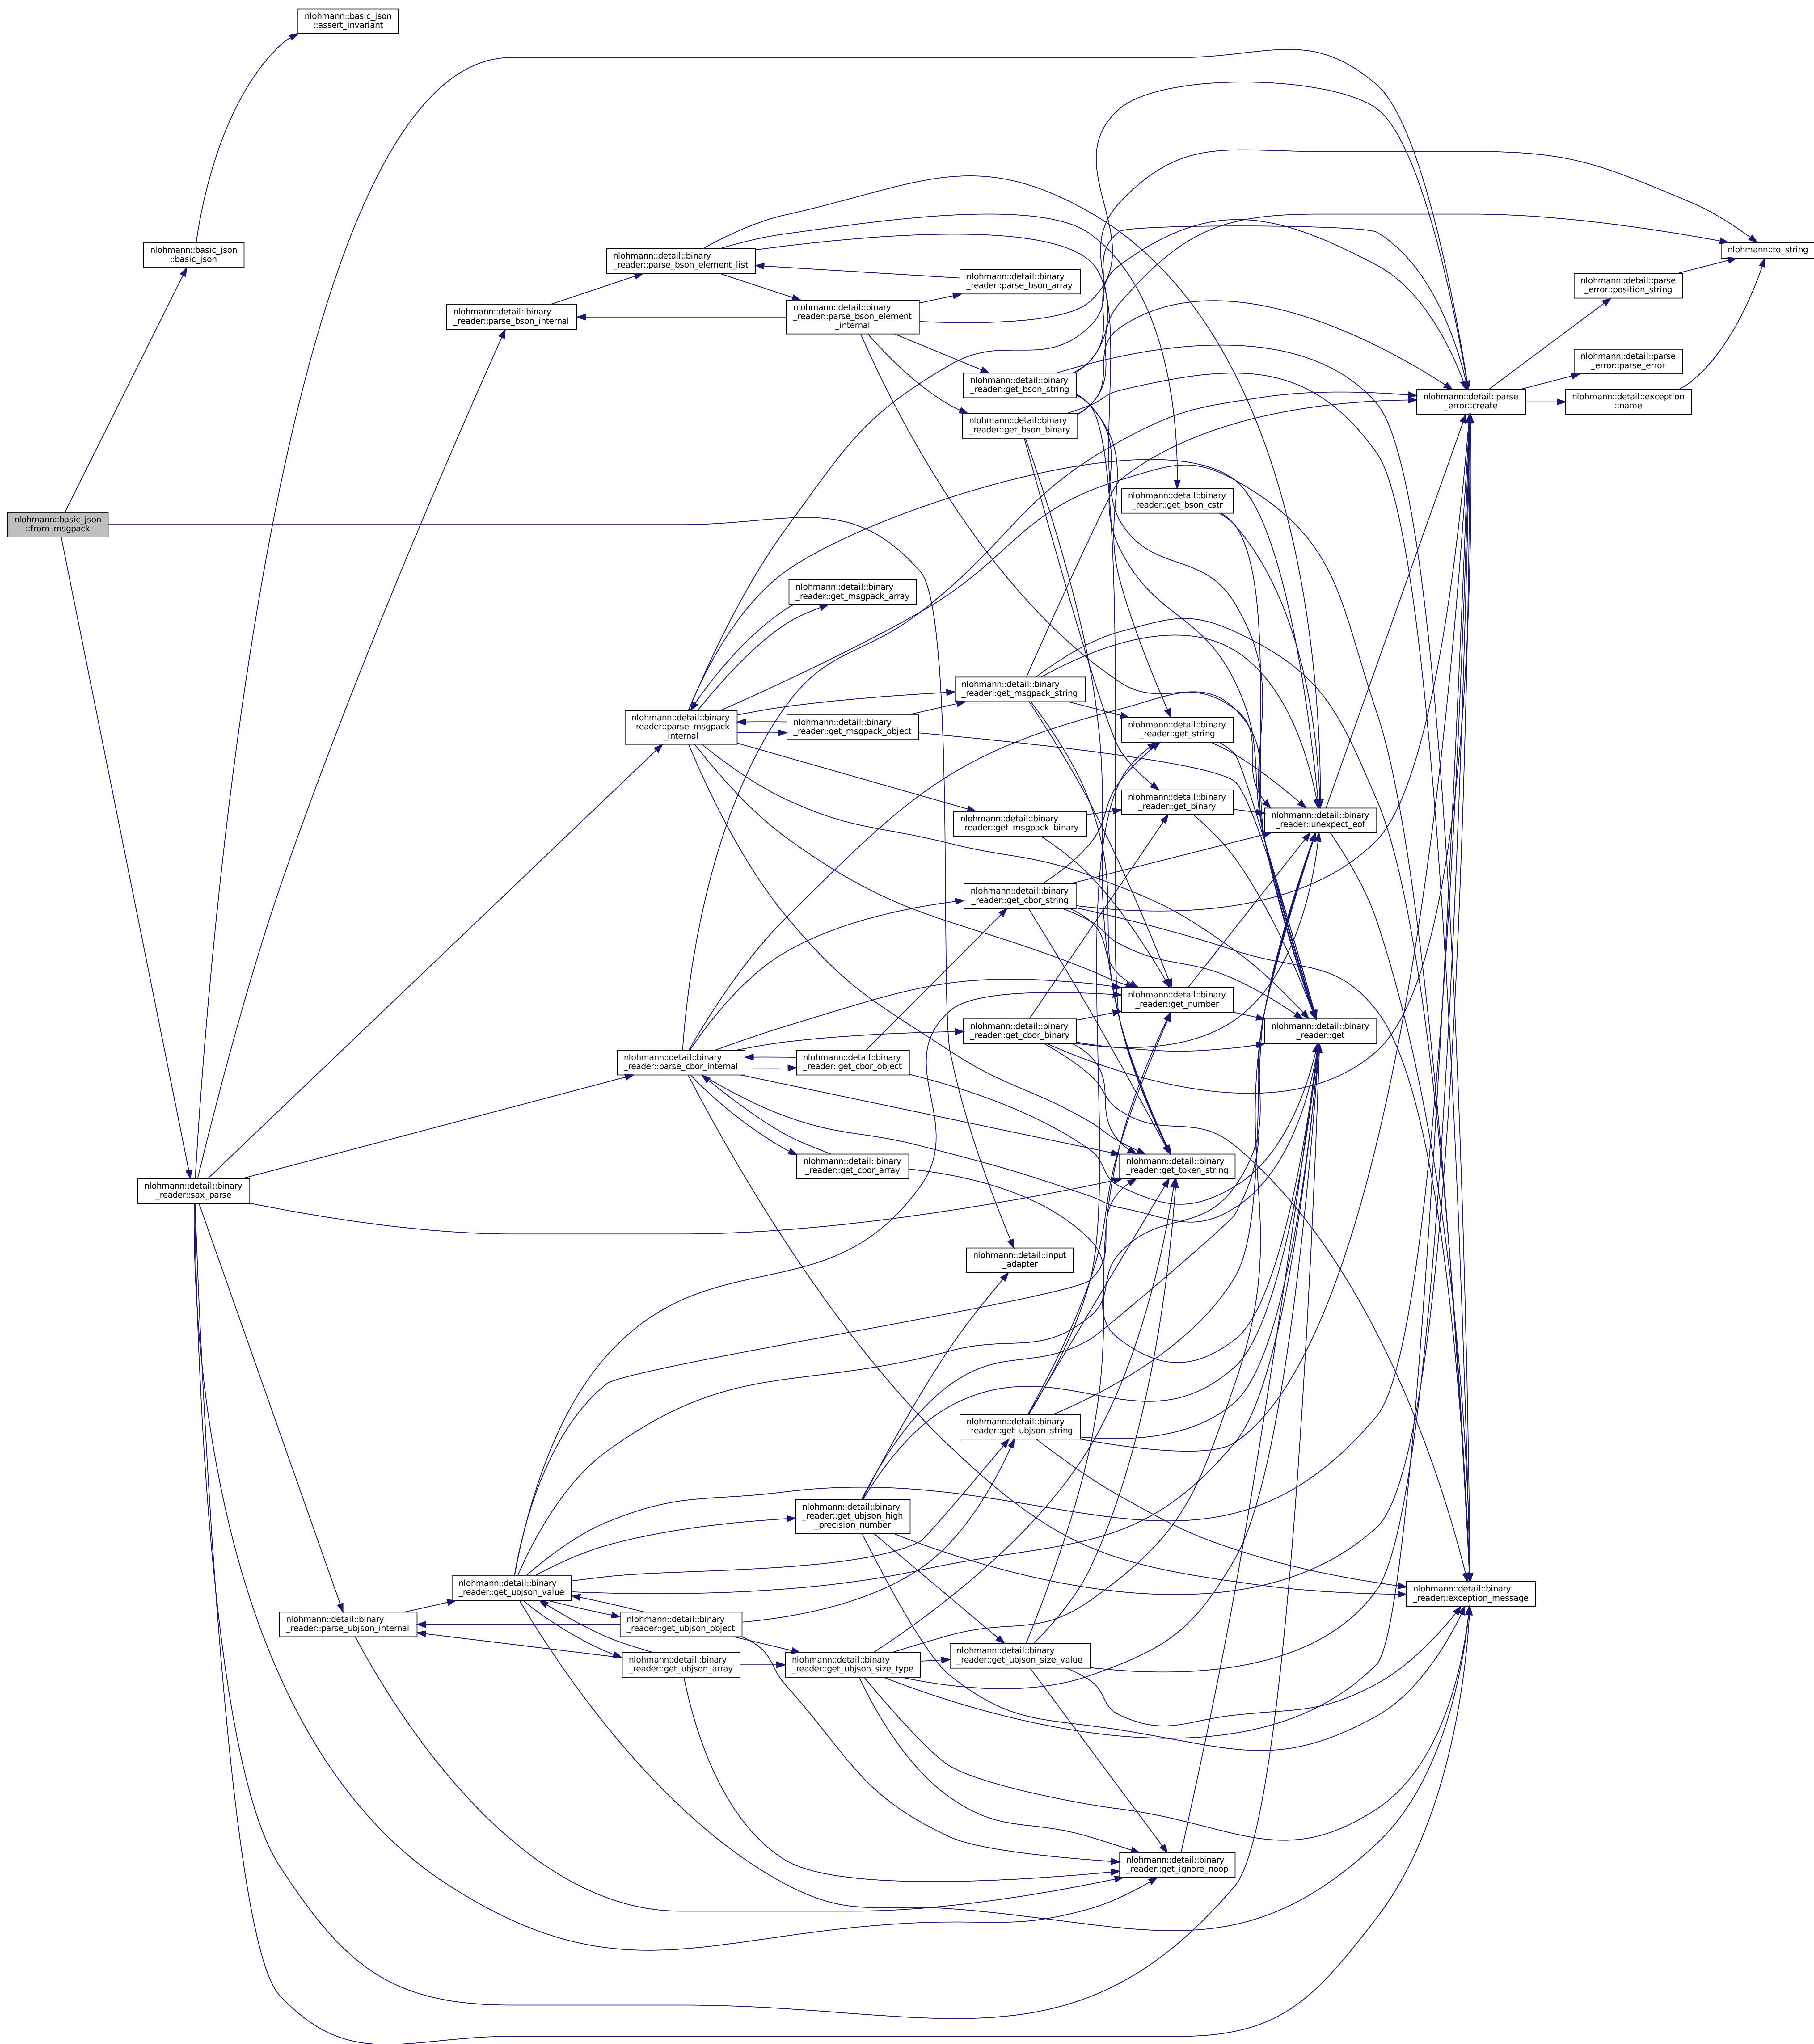 nlohmann::basic_json
::assert_invariant
nlohmann::basic_json
::basic_json
nlohmann::to_string
nlohmann::detail::binary
_reader::parse_bson_element_list
nlohmann::detail::binary
_reader::parse_bson_array
nlohmann::detail::parse
_error::position_string
nlohmann::detail::binary
_reader::parse_bson_internal
nlohmann::detail::binary
_reader::parse_bson_element
_internal
nlohmann::detail::parse
_error::parse_error
nlohmann::detail::binary
_reader::get_bson_string
nlohmann::detail::parse
_error::create
nlohmann::detail::exception
::name
nlohmann::detail::binary
_reader::get_bson_binary
nlohmann::detail::binary
_reader::get_bson_cstr
nlohmann::basic_json
::from_msgpack
nlohmann::detail::binary
_reader::get_msgpack_array
nlohmann::detail::binary
_reader::get_msgpack_string
nlohmann::detail::binary
_reader::parse_msgpack
_internal
nlohmann::detail::binary
_reader::get_msgpack_object
nlohmann::detail::binary
_reader::get_string
nlohmann::detail::binary
_reader::get_binary
nlohmann::detail::binary
_reader::get_msgpack_binary
nlohmann::detail::binary
_reader::unexpect_eof
nlohmann::detail::binary
_reader::get_cbor_string
nlohmann::detail::binary
_reader::get_number
nlohmann::detail::binary
_reader::get_cbor_binary
nlohmann::detail::binary
_reader::get
nlohmann::detail::binary
_reader::parse_cbor_internal
nlohmann::detail::binary
_reader::get_cbor_object
nlohmann::detail::binary
_reader::get_cbor_array
nlohmann::detail::binary
_reader::get_token_string
nlohmann::detail::binary
_reader::sax_parse
nlohmann::detail::input
_adapter
nlohmann::detail::binary
_reader::get_ubjson_string
nlohmann::detail::binary
_reader::get_ubjson_high
_precision_number
nlohmann::detail::binary
_reader::get_ubjson_value
nlohmann::detail::binary
_reader::exception_message
nlohmann::detail::binary
_reader::parse_ubjson_internal
nlohmann::detail::binary
_reader::get_ubjson_object
nlohmann::detail::binary
_reader::get_ubjson_array
nlohmann::detail::binary
_reader::get_ubjson_size_type
nlohmann::detail::binary
_reader::get_ubjson_size_value
nlohmann::detail::binary
_reader::get_ignore_noop